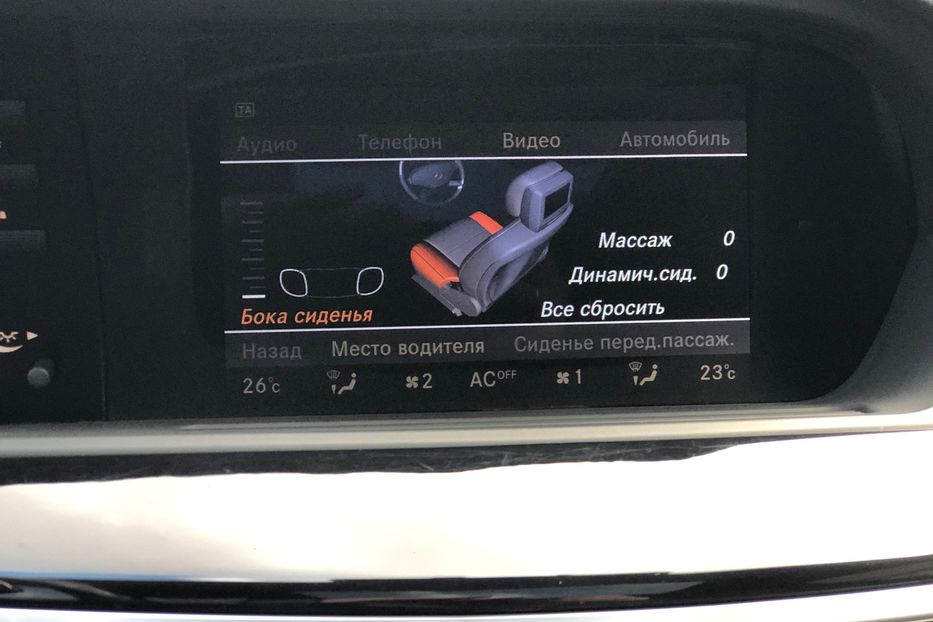 TA
Аудио Телефон Видео Автомобиль
Массаж 0
Динамич.сид. 0
Все сбросить
Бока сиденья
Назад Место водителя Сиденье перед.пассаж.
26°C 2 AC OFF 1 23°C